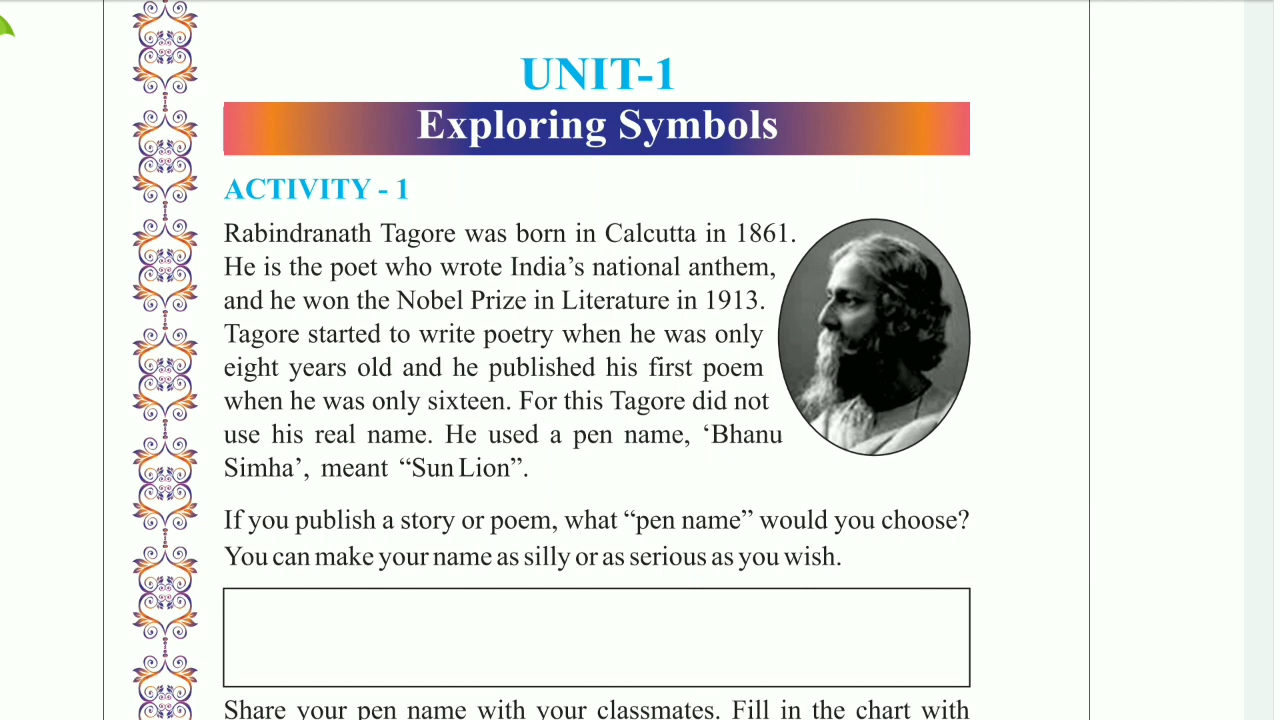 UNIT-1
Exploring Symbols
ACTIVITY - 1
Rabindranath Tagore was born in Calcutta in 1861.
He is the poet who wrote India’s national anthem,
and he won the Nobel Prize in Literature in 1913.
Tagore started to write poetry when he was only
eight years old and he published his first poem
when he was only sixteen. For this Tagore did not
use his real name. He used a pen name, ‘Bhanu
Simha’, meant “Sun Lion”.
If you publish a story or poem, what “pen name” would you choose?
You can make your name as silly or as serious as you wish.
Share your pen name with your classmates. Fill in the chart with